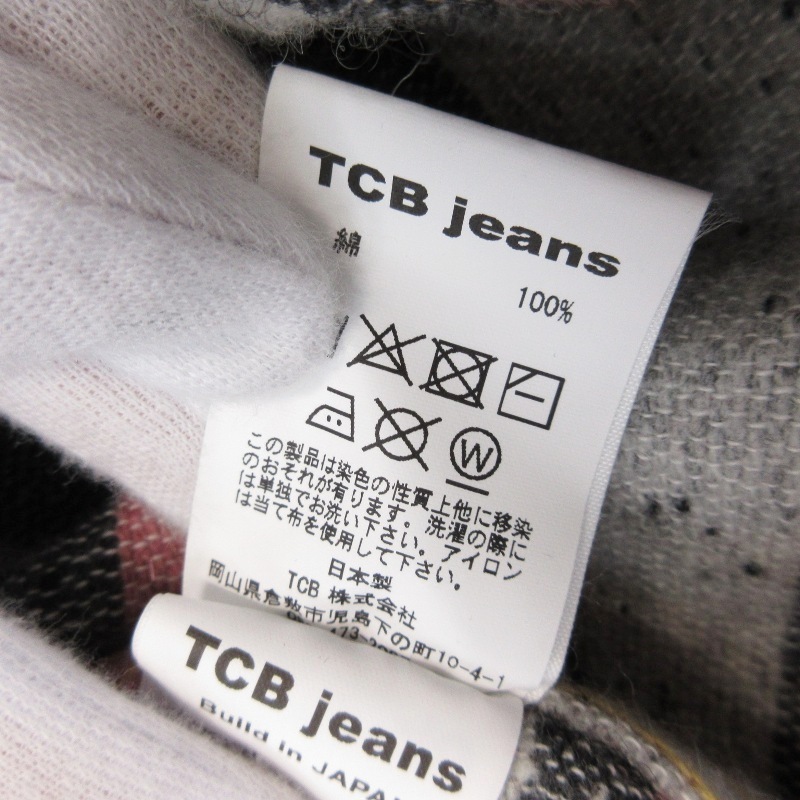 TCB jeans
綿
100%
W
この製品は染色の性質上他に移染
のおそれが有ります。洗濯の際に
は単独でお洗い下さい。アイロン
は当て布を使用して下さい。
日本製
TCB 株式会社
岡山県倉敷市児島下の町10-4-1
TCB jeans
Build in JAPAN